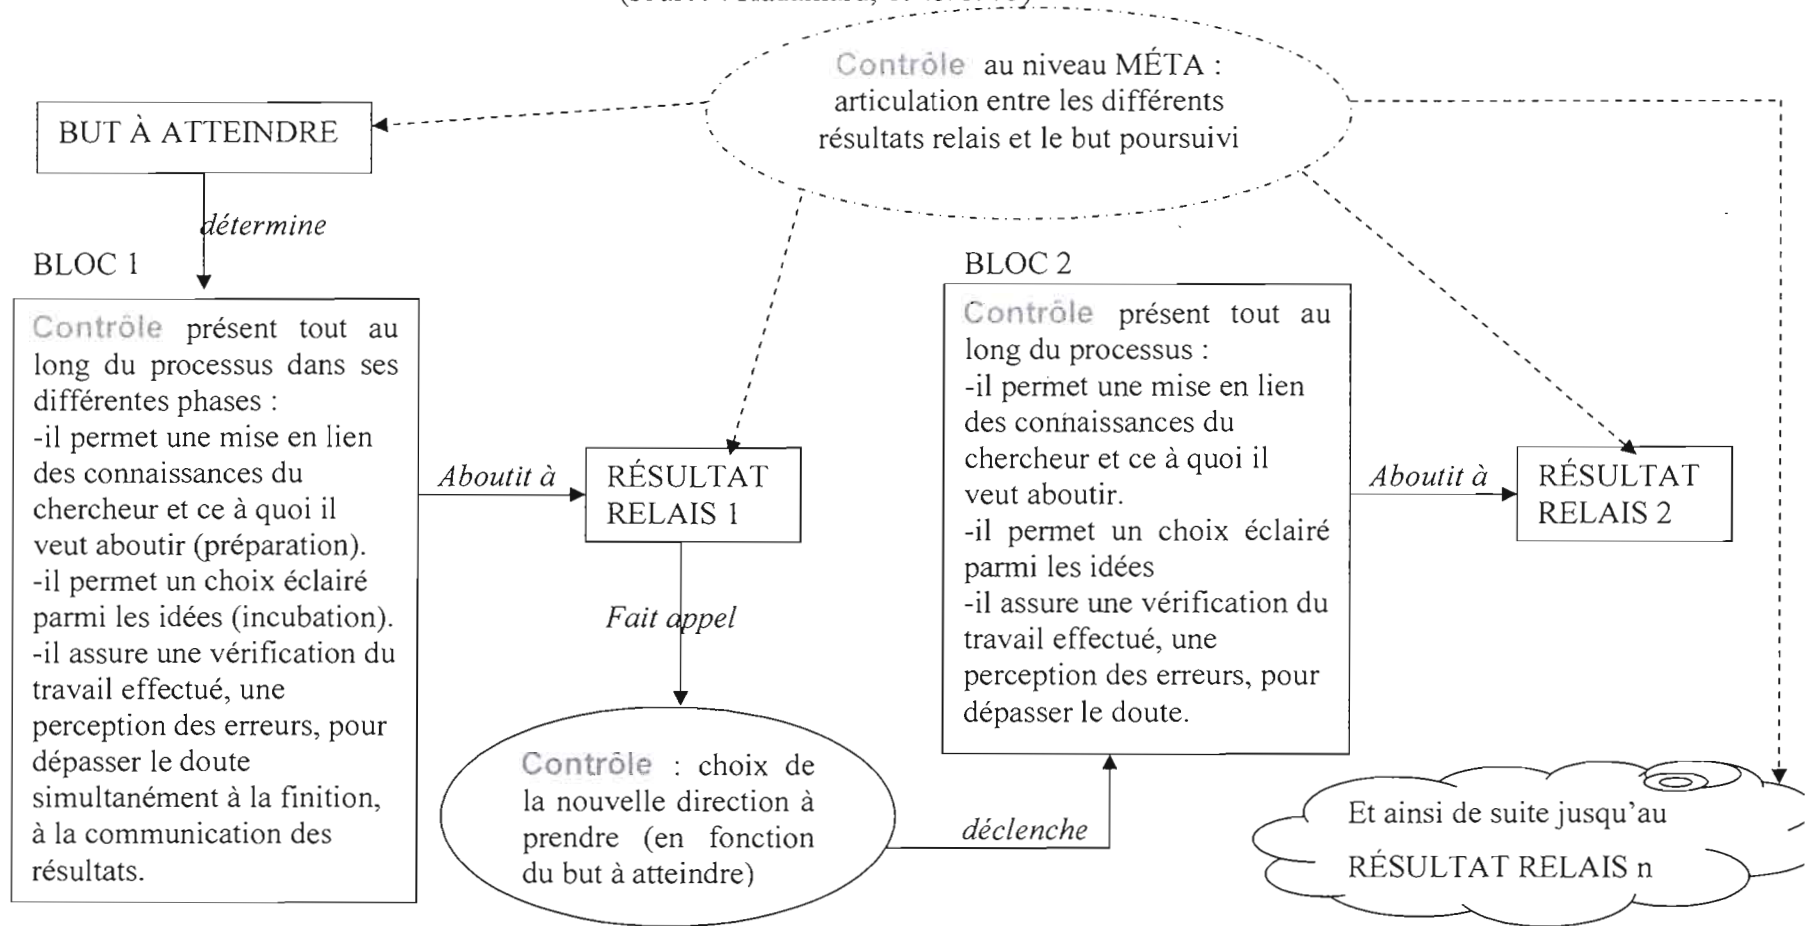 Contrôle au niveau MÉTA :
articulation entre les différents
résultats relais et le but poursuivi
BUT À ATTEINDRE
détermine
BLOC 1
Contrôle présent tout au
long du processus dans ses
différentes phases :
-il permet une mise en lien
des connaissances du
chercheur et ce à quoi il
veut aboutir (préparation).
-il permet un choix éclairé
parmi les idées (incubation).
-il assure une vérification du
travail effectué, une
perception des erreurs, pour
dépasser le doute
simultanément à la finition,
à la communication des
résultats.
Aboutit à
RÉSULTAT
RELAIS 1
Fait appel
Contrôle : choix de
la nouvelle direction à
prendre (en fonction
du but à atteindre)
déclenche
BLOC 2
Contrôle présent tout au
long du processus :
-il permet une mise en lien
des connaissances du
chercheur et ce à quoi il
veut aboutir.
-il permet un choix éclairé
parmi les idées
-il assure une vérification du
travail effectué, une
perception des erreurs, pour
dépasser le doute.
Aboutit à
RÉSULTAT
RELAIS 2
Et ainsi de suite jusqu'au
RÉSULTAT RELAIS n